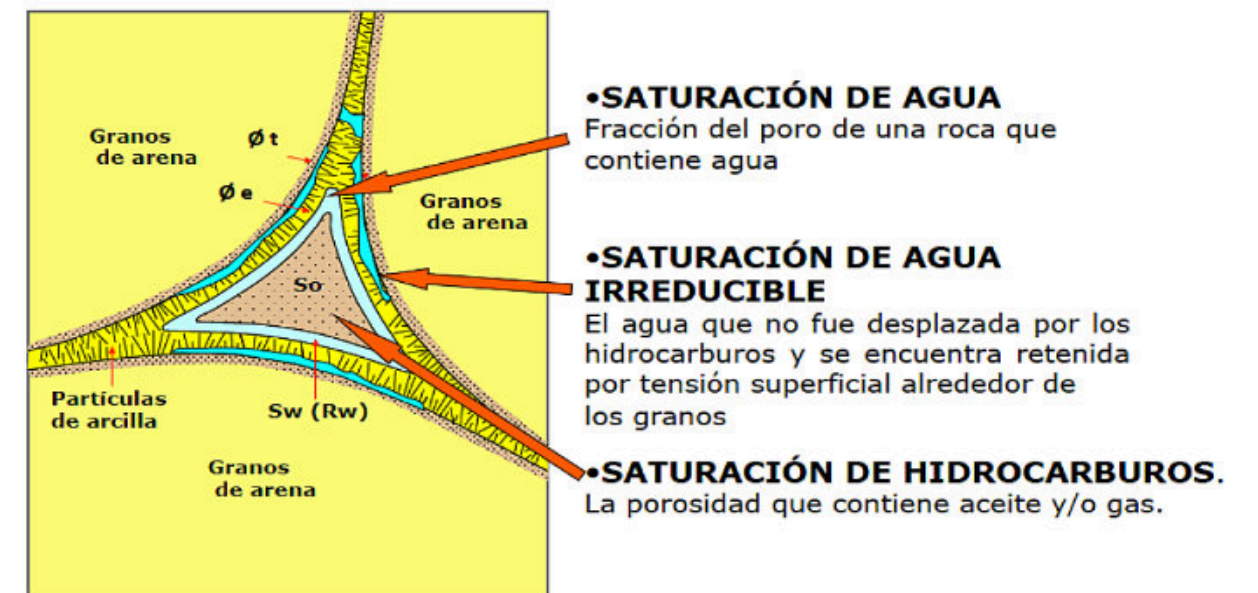 Granos
de arena
Ø t
Ø e
Granos
de arena
So
Partículas
de arcilla
Sw (Rw)
Granos
de arena
•SATURACIÓN DE AGUA
Fracción del poro de una roca que
contiene agua
•SATURACIÓN DE AGUA
IRREDUCIBLE
El agua que no fue desplazada por los
hidrocarburos y se encuentra retenida
por tensión superficial alrededor de
los granos
•SATURACIÓN DE HIDROCARBUROS.
La porosidad que contiene aceite y/o gas.